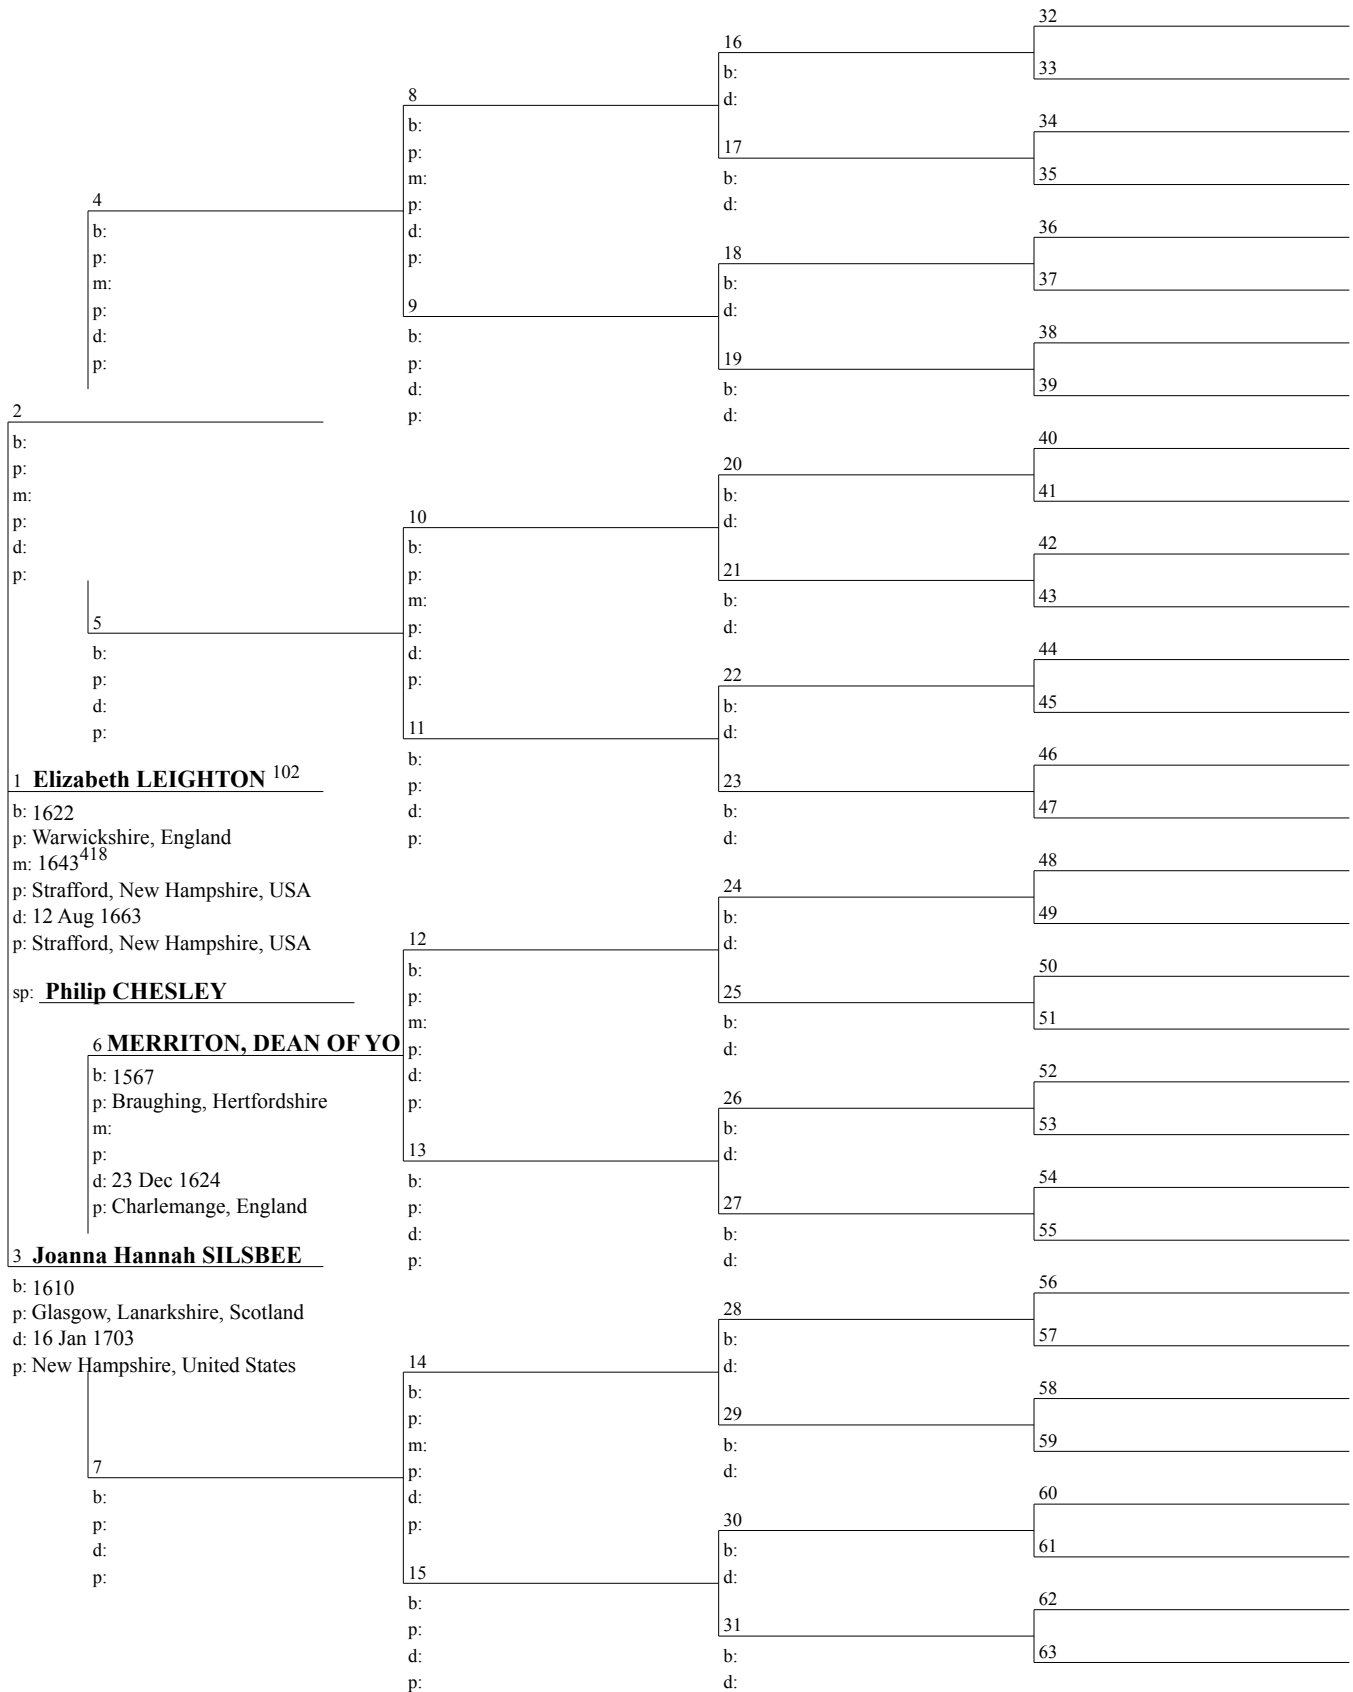 32
16
b:
33
d:
8
b:
34
p:
17
35
m:
b:
4
p:
d:
b:
d:
36
p:
p:
18
m:
b:
37
p:
9
d:
d:
b:
38
p:
p:
19
39
d:
b:
2
p:
d:
b:
40
p:
20
m:
b:
41
p:
10
d:
d:
b:
42
p:
p:
21
43
m:
b:
5
p:
d:
b:
d:
44
p:
p:
22
d:
b:
45
p:
11
d:
b:
46
1 Elizabeth LEIGHTON 102
p:
23
47
b: 1622
d:
b:
p: Warwickshire, England
p:
d:
m: 1643418
48
p: Strafford, New Hampshire, USA
24
d: 12 Aug 1663
b:
49
p: Strafford, New Hampshire, USA
12
d:
b:
50
sp: Philip CHESLEY
p:
25
51
m:
b:
6 MERRITON, DEAN OF YO
p:
d:
b: 1567
d:
52
p: Braughing, Hertfordshire
p:
26
m:
b:
53
p:
13
d:
d: 23 Dec 1624
b:
54
p: Charlemange, England
p:
27
55
d:
b:
3 Joanna Hannah SILSBEE
p:
d:
b: 1610
56
p: Glasgow, Lanarkshire, Scotland
28
d: 16 Jan 1703
b:
57
p: New Hampshire, United States
14
d:
b:
58
p:
29
59
m:
b:
7
p:
d:
b:
d:
60
p:
p:
30
d:
b:
61
p:
15
d:
b:
62
p:
31
63
d:
b:
p:
d: